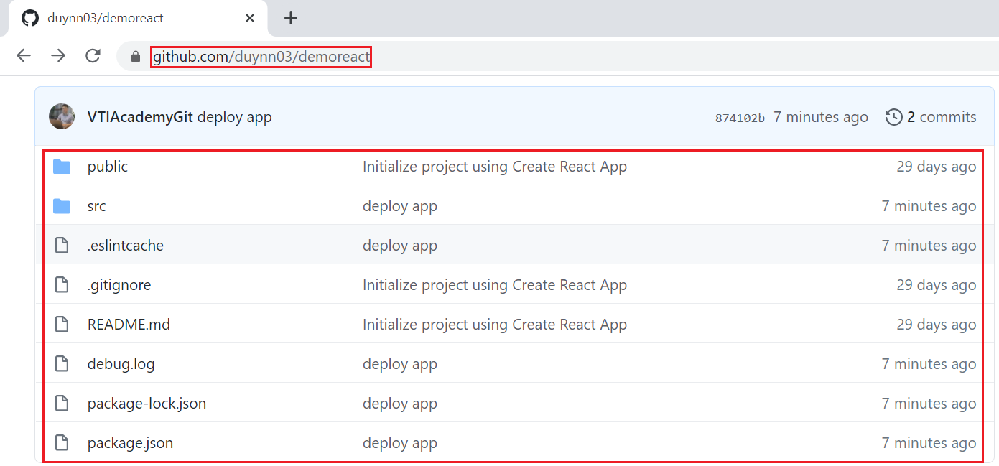 duynn03/demoreact
github.com/duynn03/demoreact
VTIAcademyGit deploy app 874102b 7 minutes ago 2 commits
public Initialize project using Create React App 29 days ago
src deploy app 7 minutes ago
.eslintcache deploy app 7 minutes ago
.gitignore Initialize project using Create React App 29 days ago
README.md Initialize project using Create React App 29 days ago
debug.log deploy app 7 minutes ago
package-lock.json deploy app 7 minutes ago
package.json deploy app 7 minutes ago